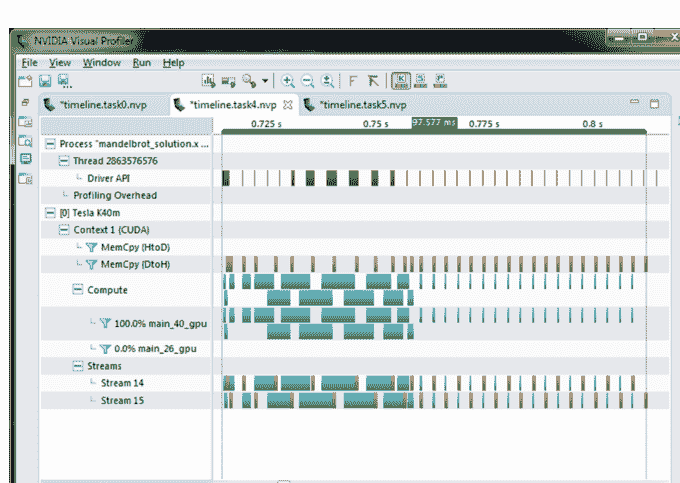 NVIDIA Visual Profiler
File View Window Run Help
*timeline.task0.nvp *timeline.task4.nvp *timeline.task5.nvp
0.725 s 0.75 s 97.577 ms 0.775 s 0.8 s
Process "mandelbrot_solution.x ...
Thread 2863576576
Driver API
Profiling Overhead
[0] Tesla K40m
Context 1 (CUDA)
MemCpy (HtoD)
MemCpy (DtoH)
Compute
100.0% main_40_gpu
0.0% main_26_gpu
Streams
Stream 14
Stream 15